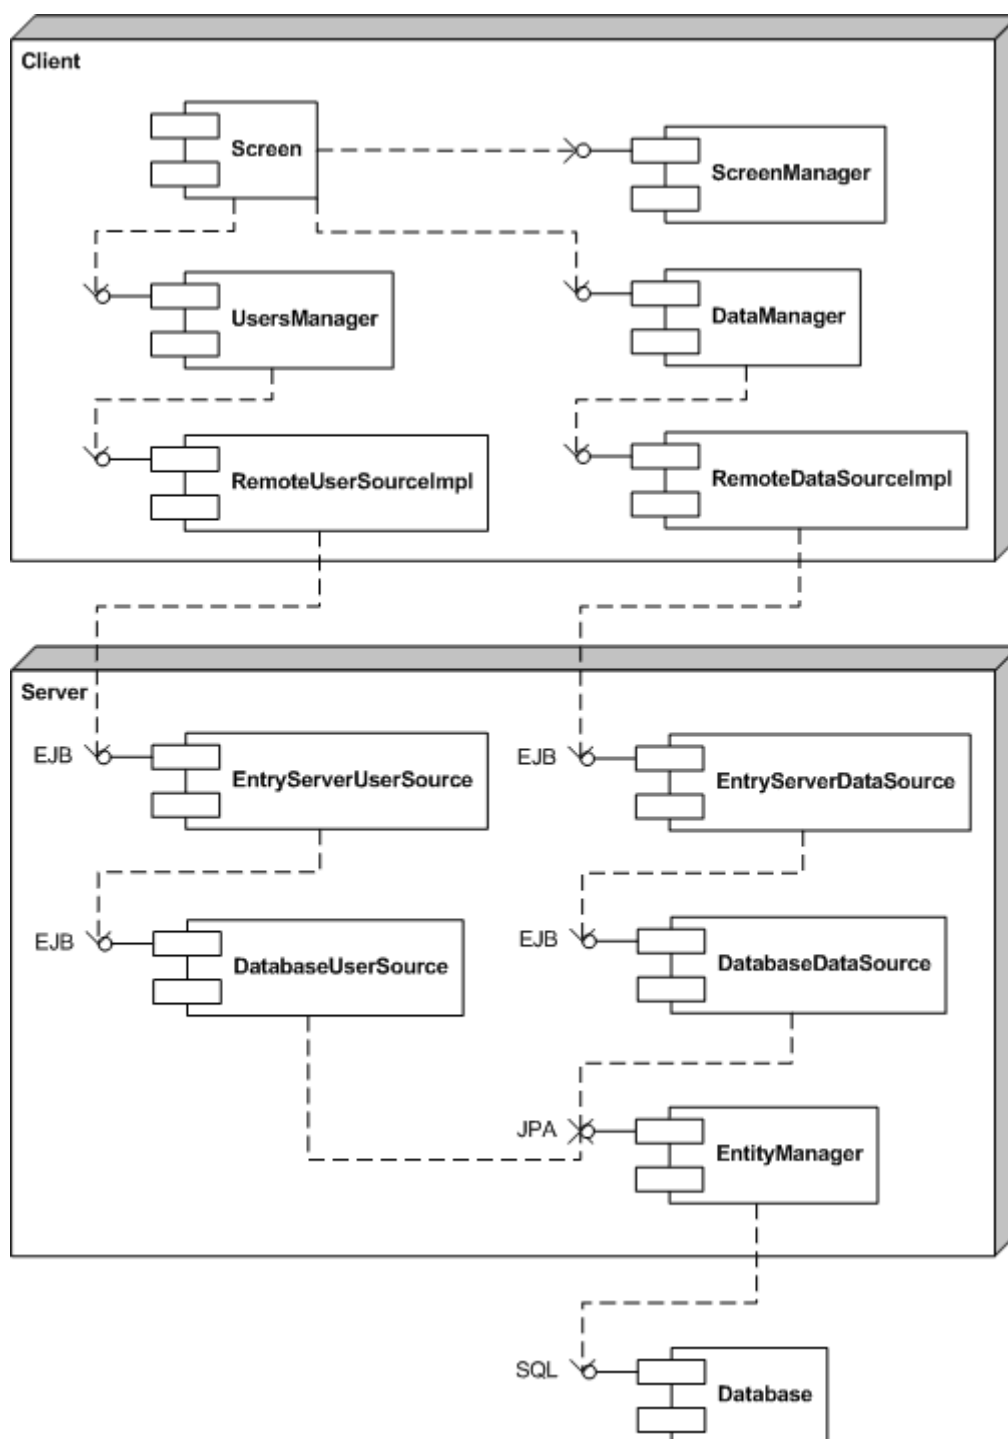 Client
Screen
ScreenManager
UsersManager
DataManager
RemoteUserSourceImpl
RemoteDataSourceImpl
Server
EJB
EntryServerUserSource
EJB
EntryServerDataSource
EJB
DatabaseUserSource
EJB
DatabaseDataSource
JPA
EntityManager
SQL
Database